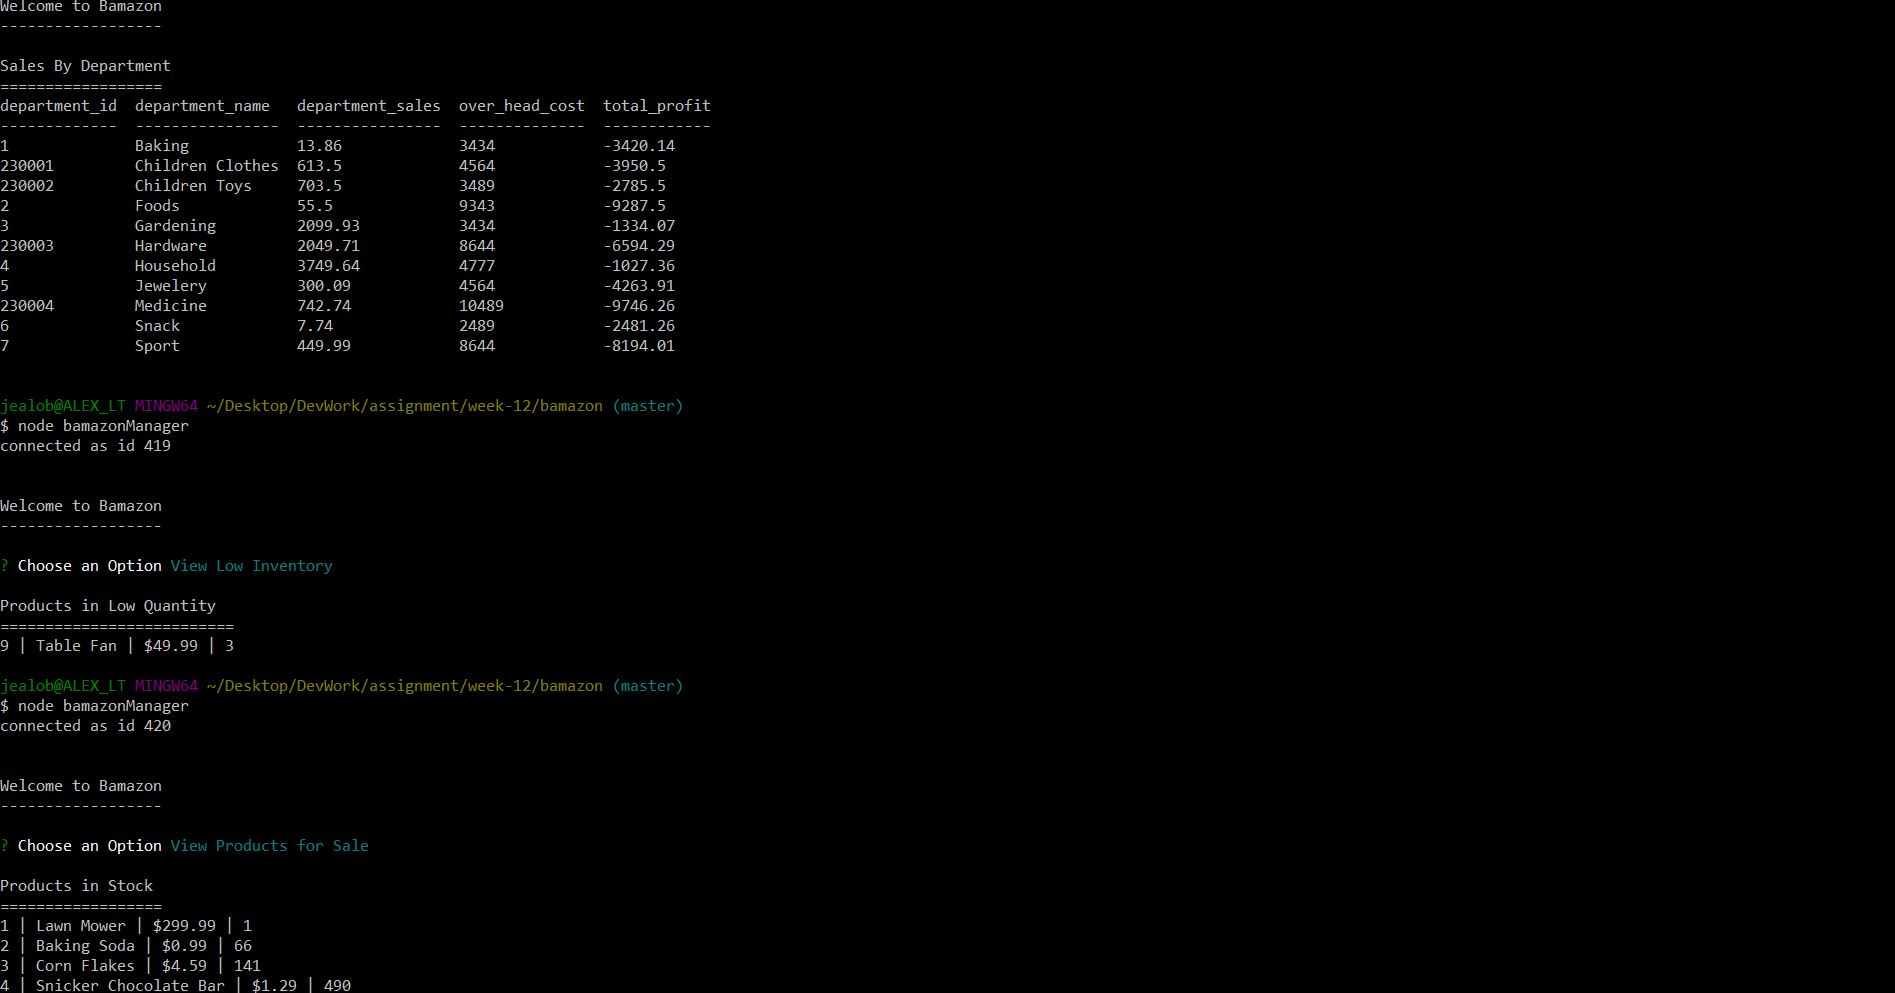 Welcome to Bamazon
------------------
Sales By Department
==================
department_id  department_name   department_sales  over_head_cost  total_profit
-------------  ----------------  ----------------  --------------  ------------
1              Baking            13.86             3434            -3420.14
230001         Children Clothes  613.5             4564            -3950.5
230002         Children Toys     703.5             3489            -2785.5
2              Foods             55.5              9343            -9287.5
3              Gardening         2099.93           3434            -1334.07
230003         Hardware          2049.71           8644            -6594.29
4              Household         3749.64           4777            -1027.36
5              Jewelery          300.09            4564            -4263.91
230004         Medicine          742.74            10489           -9746.26
6              Snack             7.74              2489            -2481.26
7              Sport             449.99            8644            -8194.01
jealob@ALEX_LT MINGW64 ~/Desktop/DevWork/assignment/week-12/bamazon (master)
$ node bamazonManager
connected as id 419
Welcome to Bamazon
------------------
? Choose an Option View Low Inventory
Products in Low Quantity
==========================
9 | Table Fan | $49.99 | 3
jealob@ALEX_LT MINGW64 ~/Desktop/DevWork/assignment/week-12/bamazon (master)
$ node bamazonManager
connected as id 420
Welcome to Bamazon
------------------
? Choose an Option View Products for Sale
Products in Stock
==================
1 | Lawn Mower | $299.99 | 1
2 | Baking Soda | $0.99 | 66
3 | Corn Flakes | $4.59 | 141
4 | Snicker Chocolate Bar | $1.29 | 490